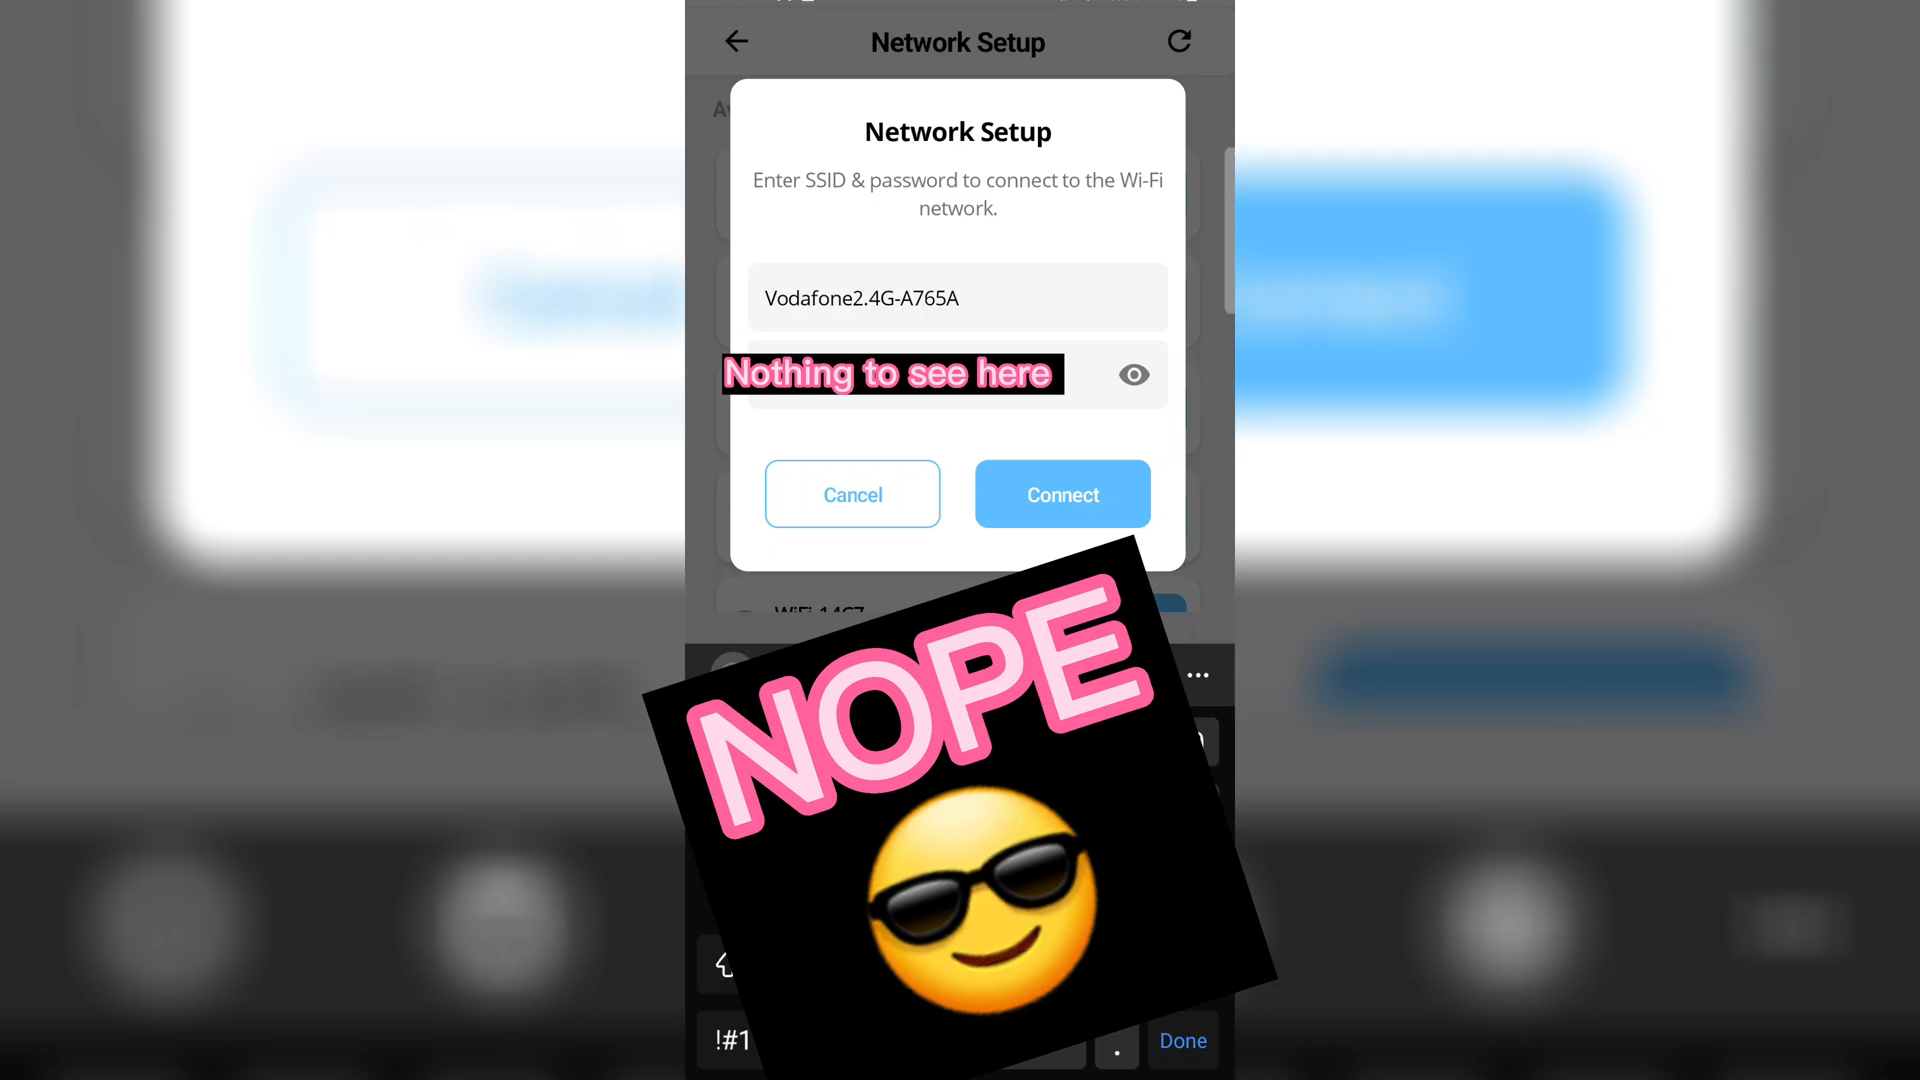 Network Setup
Network Setup
Enter SSID & password to connect to the Wi-Fi
network.
Vodafone2.4G-A765A
Nothing to see here
Cancel
Connect
NOPE
!#1
.
Done